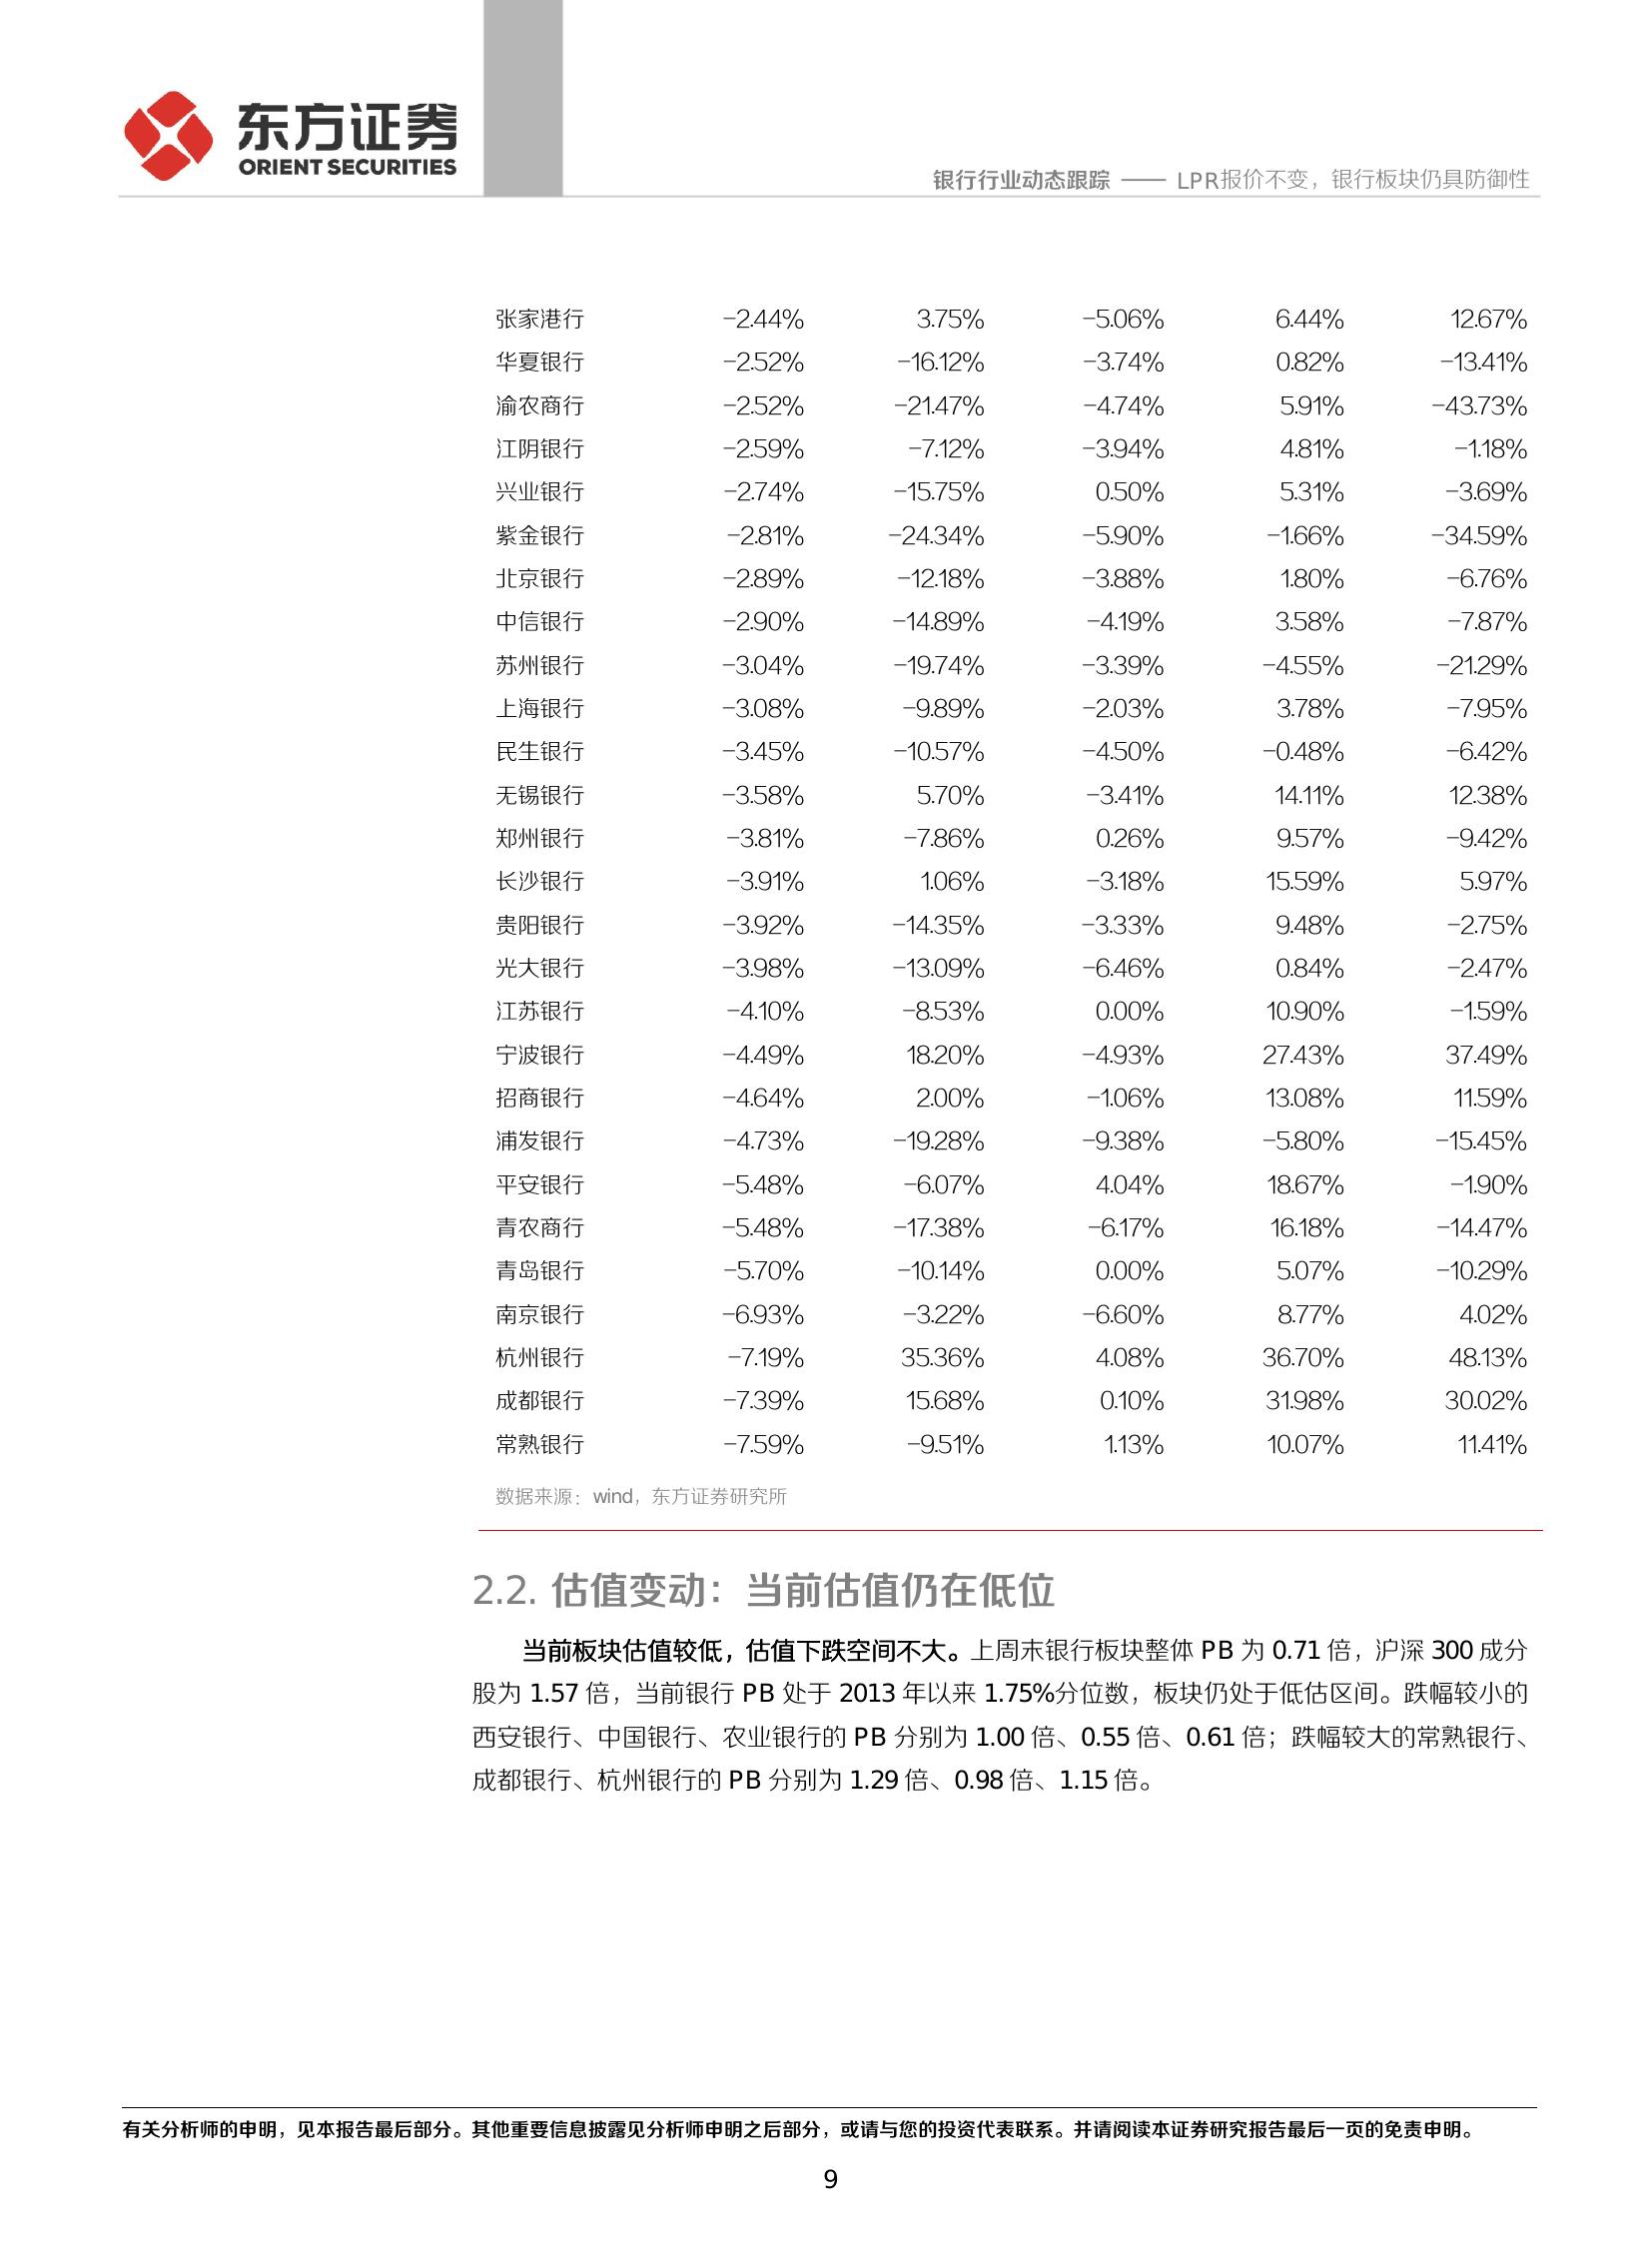 东方证券
ORIENT SECURITIES
银行行业动态跟踪 —— LPR报价不变，银行板块仍具防御性
张家港行 -2.44% 3.75% -5.06% 6.44% 12.67%
华夏银行 -2.52% -16.12% -3.74% 0.82% -13.41%
渝农商行 -2.52% -21.47% -4.74% 5.91% -43.73%
江阴银行 -2.59% -7.12% -3.94% 4.81% -1.18%
兴业银行 -2.74% -15.75% 0.50% 5.31% -3.69%
紫金银行 -2.81% -24.34% -5.90% -1.66% -34.59%
北京银行 -2.89% -12.18% -3.88% 1.80% -6.76%
中信银行 -2.90% -14.89% -4.19% 3.58% -7.87%
苏州银行 -3.04% -19.74% -3.39% -4.55% -21.29%
上海银行 -3.08% -9.89% -2.03% 3.78% -7.95%
民生银行 -3.45% -10.57% -4.50% -0.48% -6.42%
无锡银行 -3.58% 5.70% -3.41% 14.11% 12.38%
郑州银行 -3.81% -7.86% 0.26% 9.57% -9.42%
长沙银行 -3.91% 1.06% -3.18% 15.59% 5.97%
贵阳银行 -3.92% -14.35% -3.33% 9.48% -2.75%
光大银行 -3.98% -13.09% -6.46% 0.84% -2.47%
江苏银行 -4.10% -8.53% 0.00% 10.90% -1.59%
宁波银行 -4.49% 18.20% -4.93% 27.43% 37.49%
招商银行 -4.64% 2.00% -1.06% 13.08% 11.59%
浦发银行 -4.73% -19.28% -9.38% -5.80% -15.45%
平安银行 -5.48% -6.07% 4.04% 18.67% -1.90%
青农商行 -5.48% -17.38% -6.17% 16.18% -14.47%
青岛银行 -5.70% -10.14% 0.00% 5.07% -10.29%
南京银行 -6.93% -3.22% -6.60% 8.77% 4.02%
杭州银行 -7.19% 35.36% 4.08% 36.70% 48.13%
成都银行 -7.39% 15.68% 0.10% 31.98% 30.02%
常熟银行 -7.59% -9.51% 1.13% 10.07% 11.41%
数据来源：wind，东方证券研究所
2.2. 估值变动：当前估值仍在低位
当前板块估值较低，估值下跌空间不大。上周末银行板块整体 PB 为 0.71 倍，沪深 300 成分
股为 1.57 倍，当前银行 PB 处于 2013 年以来 1.75%分位数，板块仍处于低估区间。跌幅较小的
西安银行、中国银行、农业银行的 PB 分别为 1.00 倍、0.55 倍、0.61 倍；跌幅较大的常熟银行、
成都银行、杭州银行的 PB 分别为 1.29 倍、0.98 倍、1.15 倍。
有关分析师的申明，见本报告最后部分。其他重要信息披露见分析师申明之后部分，或请与您的投资代表联系。并请阅读本证券研究报告最后一页的免责申明。
9